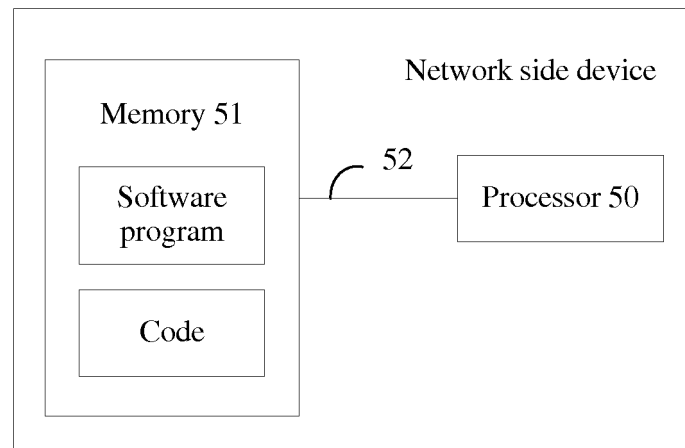 Network side device
Memory 51
Software
program
Code
52
Processor 50